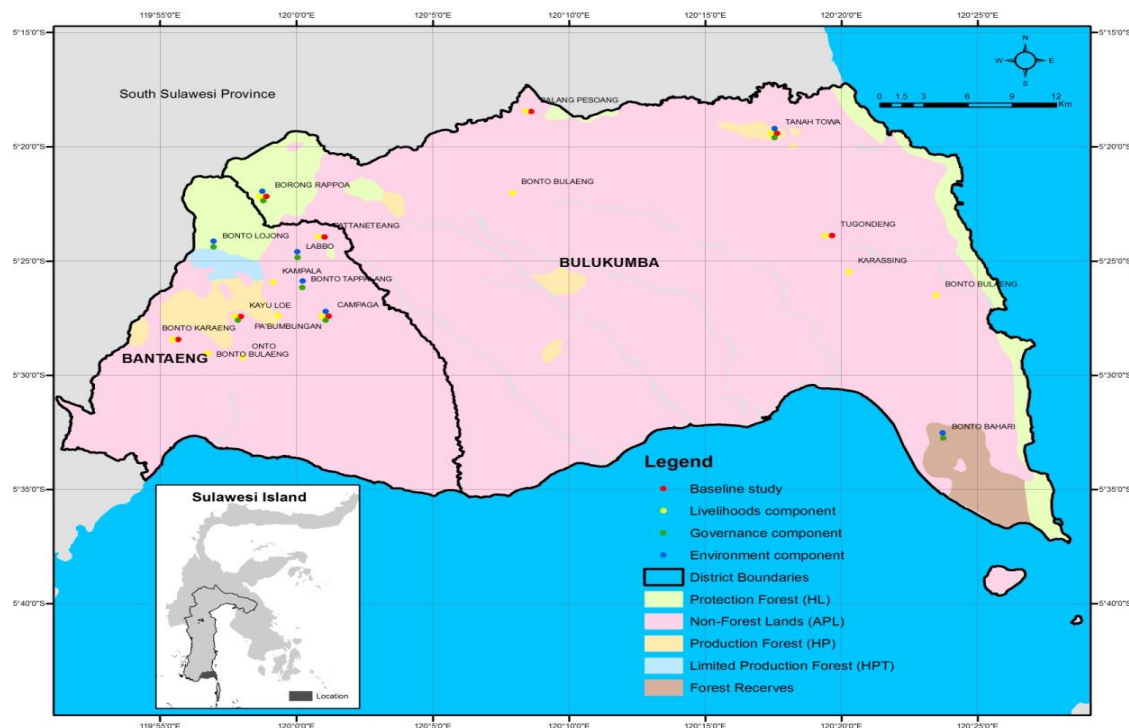 119°55'0"E 120°0'0"E 120°5'0"E 120°10'0"E 120°15'0"E 120°20'0"E 120°25'0"E
5°15'0"S 5°15'0"S
N
W E
S
South Sulawesi Province
0 1.5 3 6 9 12
Km
BALANG PESOANG
TANAH TOWA
5°20'0"S 5°20'0"S
BORONG RAPPOA
BONTO BULAENG
PATTANETEANG
TUGONDENG
BONTO LOJONG
LABBO
5°25'0"S 5°25'0"S
BULUKUMBA
KARASSING
KAMPALA
BONTO TAPPALANG
BONTO BULAENG
KAYU LOE
CAMPAGA
BONTO KARAENG
PA'BUMBUNGAN
ONTO
BANTAENG
BONTO BULAENG
5°30'0"S 5°30'0"S
BONTO BAHARI
Legend
Baseline study
Livelihoods component
Governance component
Environment component
District Boundaries
Protection Forest (HL)
Non-Forest Lands (APL)
Production Forest (HP)
Limited Production Forest (HPT)
Forest Recerves
5°35'0"S 5°35'0"S
Sulawesi Island
Location
5°40'0"S 5°40'0"S
119°55'0"E 120°0'0"E 120°5'0"E 120°10'0"E 120°15'0"E 120°20'0"E 120°25'0"E